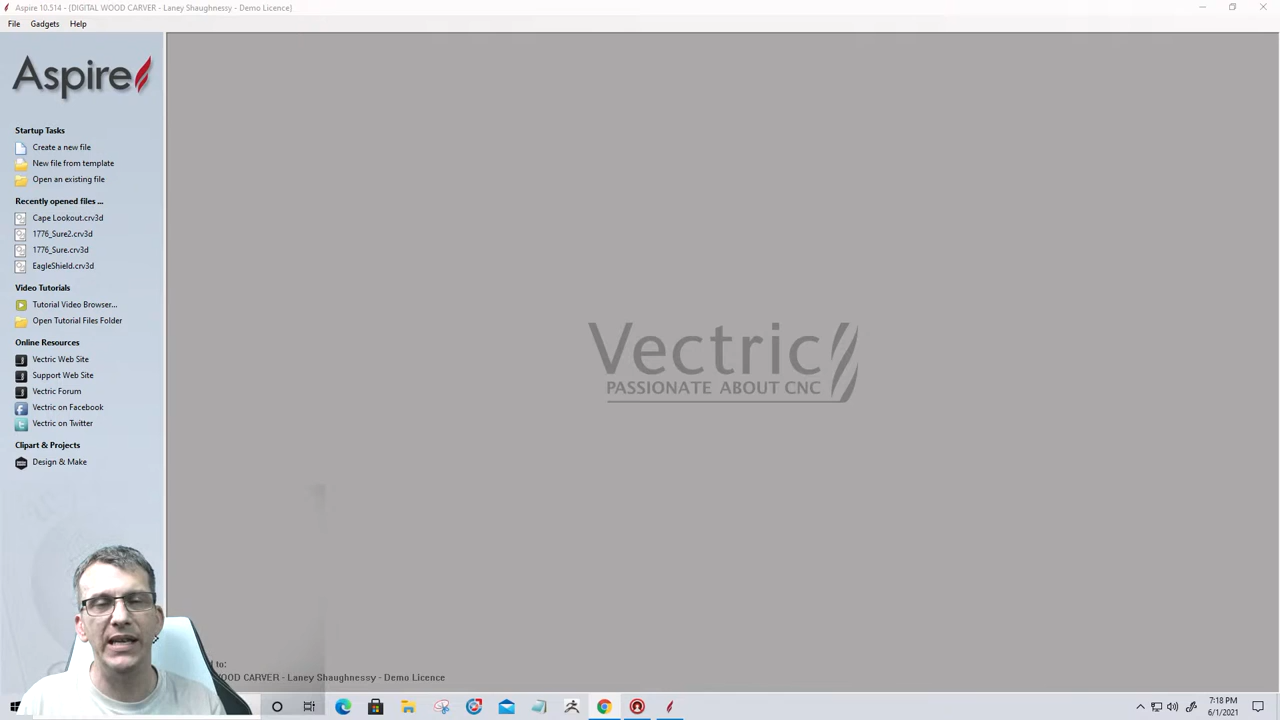 Aspire 10.514 - [DIGITAL WOOD CARVER - Laney Shaughnessy - Demo Licence]
File Gadgets Help
Aspire
Startup Tasks
Create a new file
New file from template
Open an existing file
Recently opened files ...
Cape Lookout.crv3d
1776_Sure2.crv3d
1776_Sure.crv3d
EagleShield.crv3d
Video Tutorials
Tutorial Video Browser...
Open Tutorial Files Folder
Online Resources
Vectric Web Site
Support Web Site
Vectric Forum
Vectric on Facebook
Vectric on Twitter
Clipart & Projects
Design & Make
Vectric
PASSIONATE ABOUT CNC
to:
WOOD CARVER - Laney Shaughnessy - Demo Licence
7:18 PM
6/1/2021